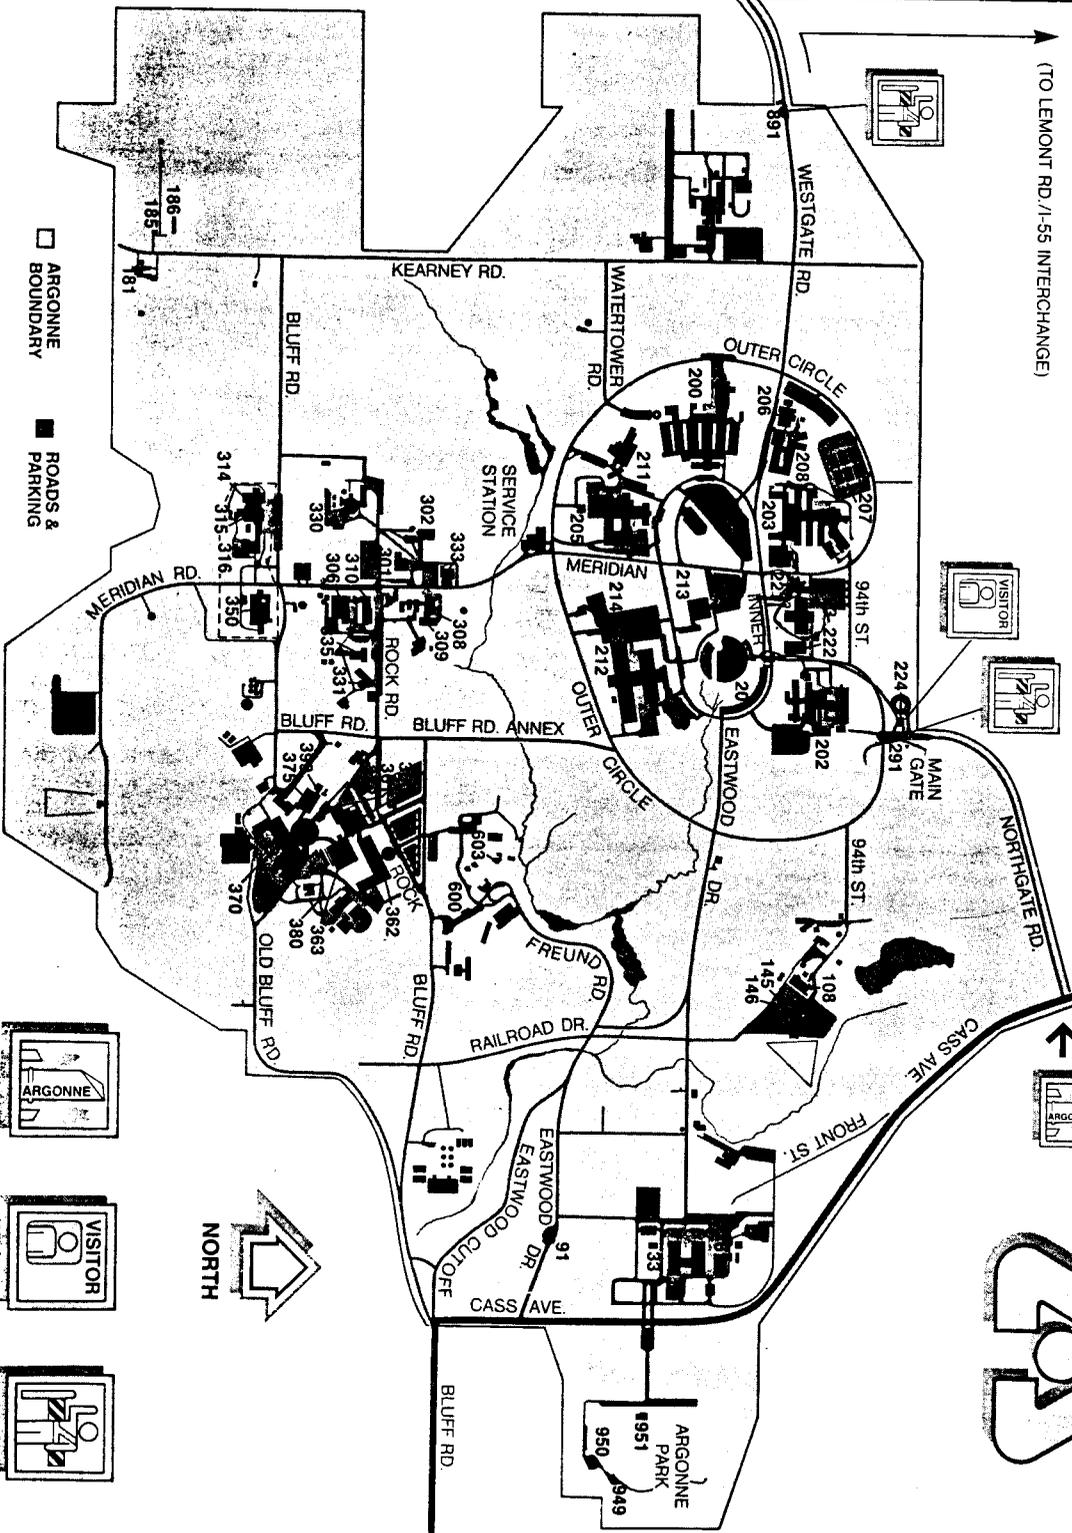 (TO LEMONT RD./I-55 INTERCHANGE)
891
WESTGATE RD.
KEARNEY RD.
WATERTOWER
RD.
186
185
181
ARGONNE
BOUNDARY
ROADS &
PARKING
BLUFF RD.
OUTER CIRCLE
200
206
208
207
211
203
205
SERVICE
STATION
MERIDIAN
213
214
212
INNER
222
94th ST.
VISITOR
224
291
MAIN
GATE
202
EASTWOOD
DR.
OUTER
CIRCLE
NORTHGATE RD.
94th ST.
314
315
316
330
302
333
301
310
306
350
MERIDIAN RD.
308
309
335
331
ROCK RD.
BLUFF RD.
BLUFF RD. ANNEX
375
370
380
363
362
ROCK
603
600
FREUND RD.
108
145
146
OLD BLUFF RD.
BLUFF RD.
RAILROAD DR.
CASS AVE.
FRONT ST.
ARGONNE
EASTWOOD
DR.
EASTWOOD CUTOFF
91
33
CASS AVE.
VISITOR
NORTH
BLUFF RD.
951
950
949
ARGONNE
PARK